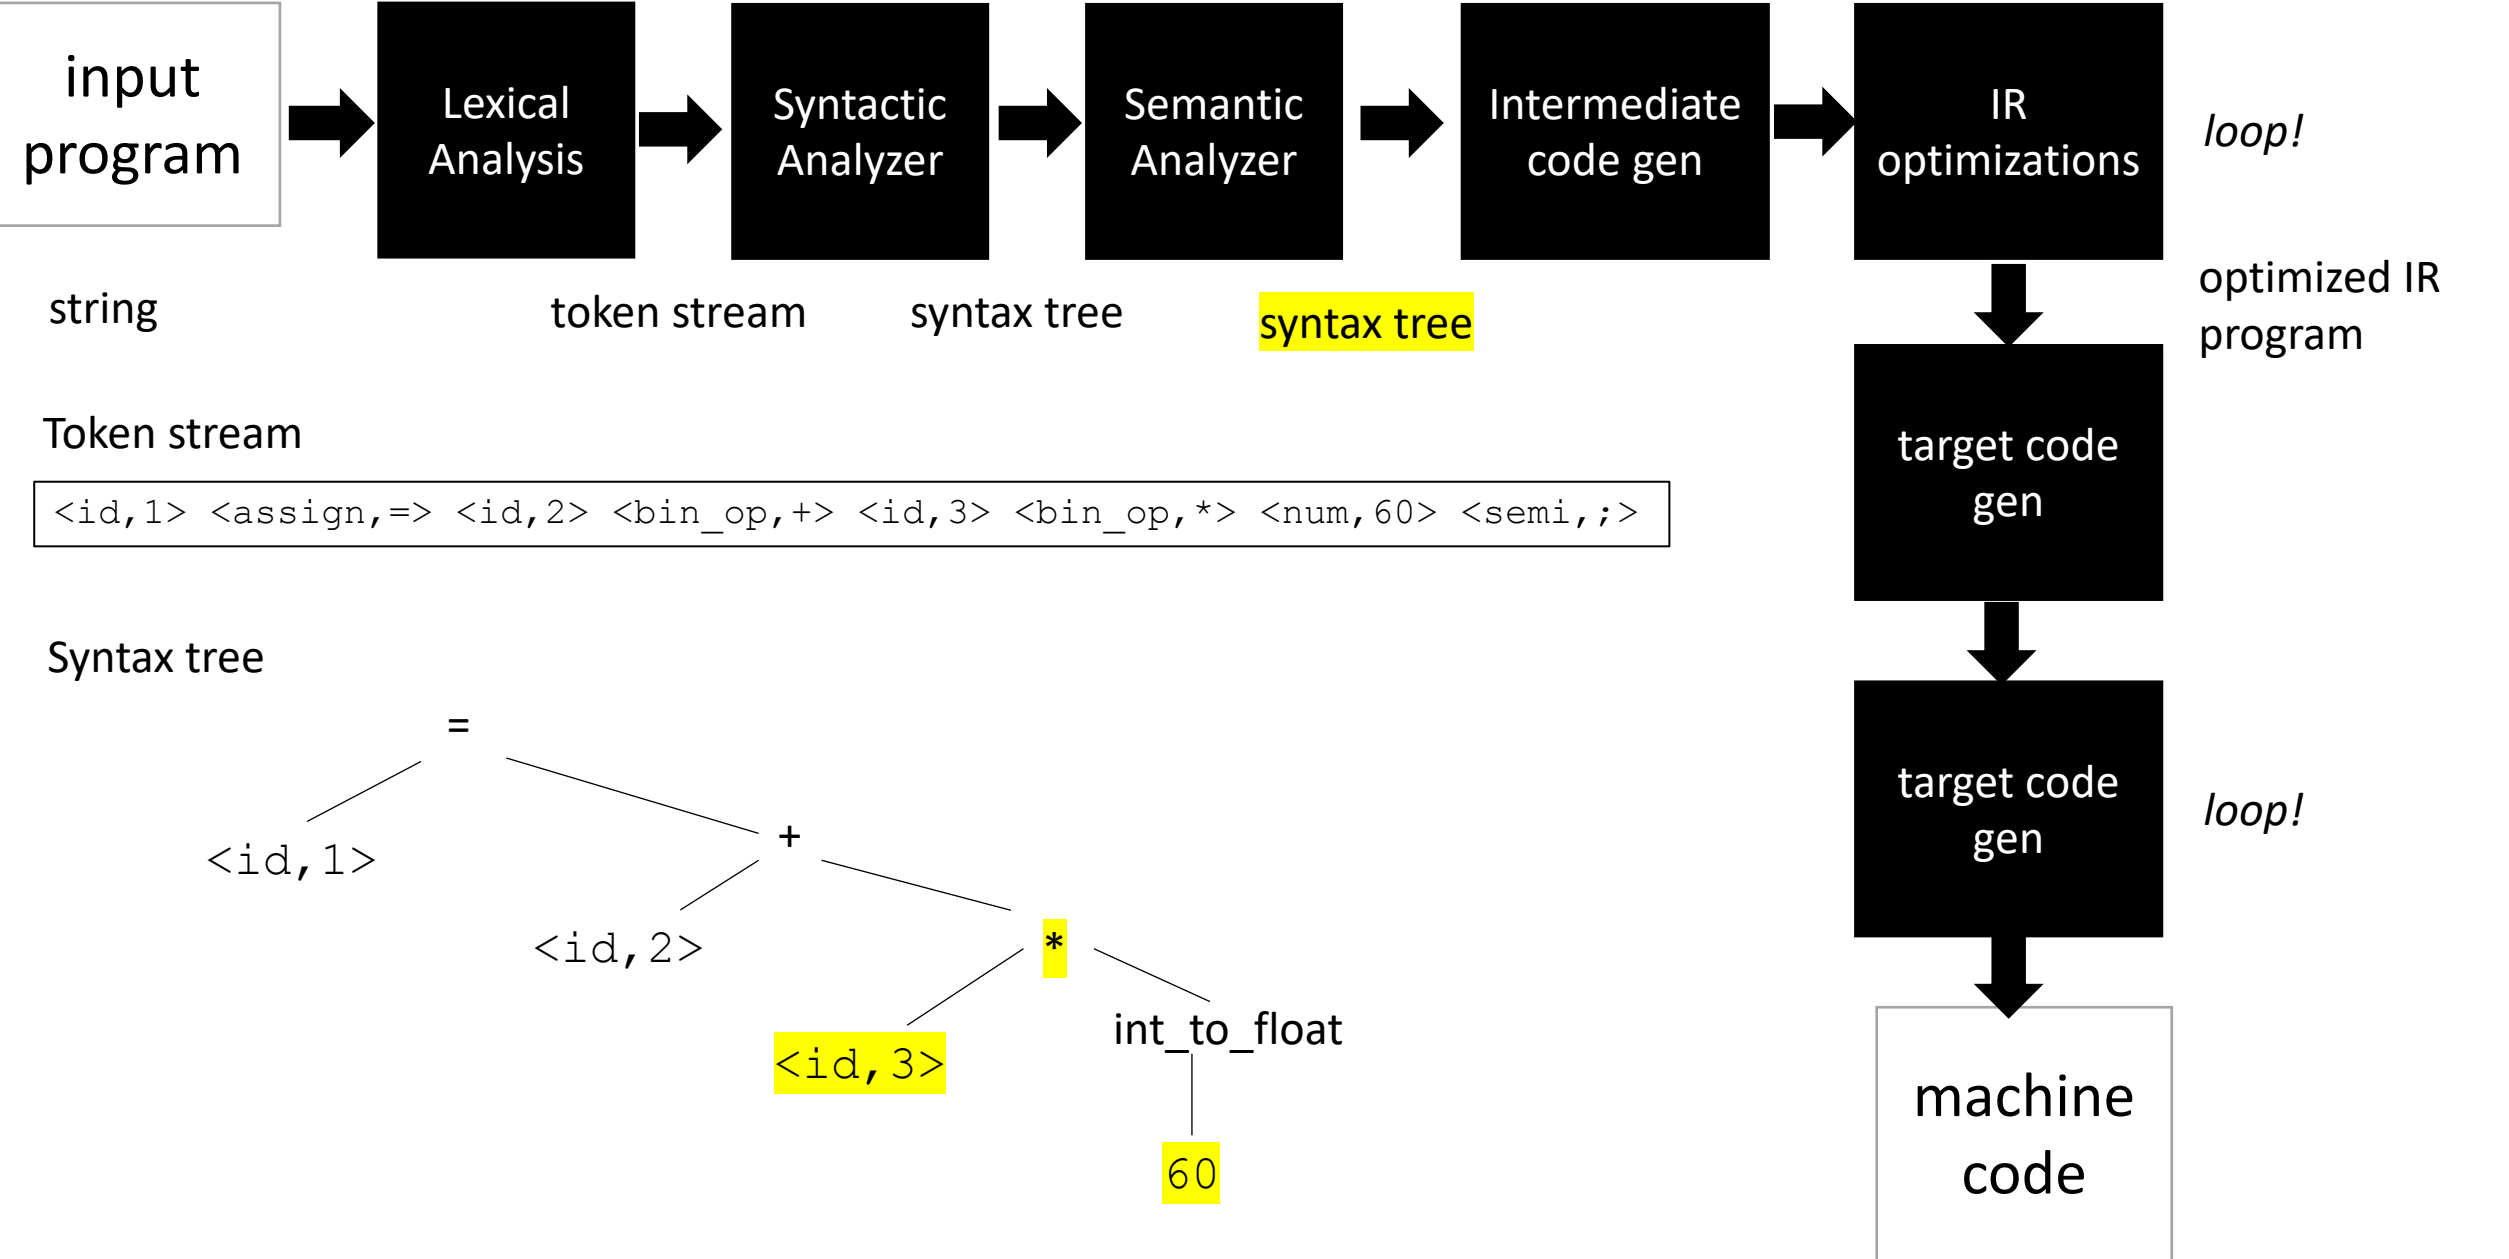 input
program
Lexical
Analysis
Syntactic
Analyzer
Semantic
Analyzer
Intermediate
code gen
IR
optimizations
loop!
string
token stream
syntax tree
syntax tree
optimized IR
program
Token stream
<id,1> <assign,=> <id,2> <bin_op,+> <id,3> <bin_op,*> <num,60> <semi,;>
target code
gen
Syntax tree
=
<id,1>
+
<id,2>
*
<id,3>
int_to_float
60
target code
gen
loop!
machine
code